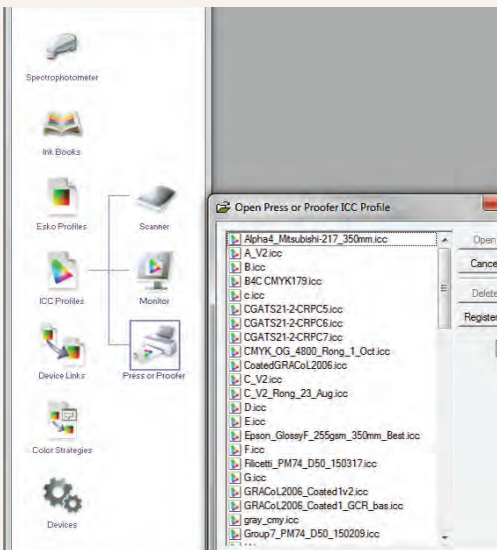 Spectrophotometer
Ink Books
Esko Profiles
Scanner
ICC Profiles
Monitor
Device Links
Press or Proofer
Color Strategies
Devices
Open Press or Proofer ICC Profile
Alpha4_Mitsubishi-217_350mm.icc
A_V2.icc
B.icc
B4C CMYK179.icc
c.icc
CGATS21-2-CRPC5.icc
CGATS21-2-CRPC6.icc
CGATS21-2-CRPC7.icc
CMYK_OG_4800_Rong_1_Oct.icc
CoatedGRACoL2006.icc
C_V2.icc
C_V2_Rong_23_Aug.icc
D.icc
E.icc
Epson_GlossyF_255gsm_350mm_Best.icc
F.icc
Filicetti_PM74_D50_150317.icc
G.icc
GRACoL2006_Coated1v2.icc
GRACoL2006_Coated1_GCR_bas.icc
gray_cmy.icc
Group7_PM74_D50_150209.icc
Open
Cance
Delete
Register